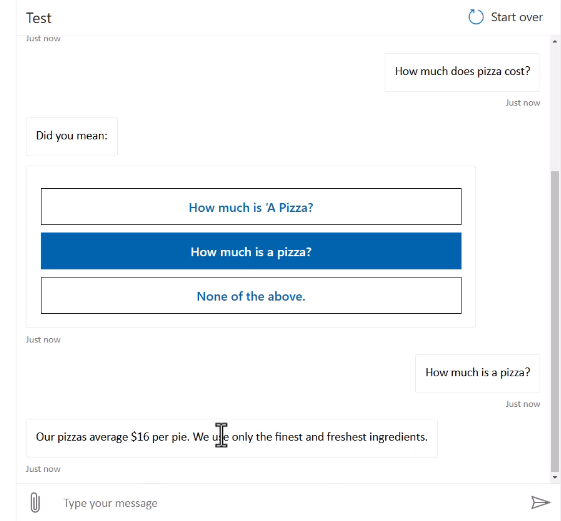 Test
Start over
Just now
How much does pizza cost?
Just now
Did you mean:
How much is 'A Pizza?
How much is a pizza?
None of the above.
Just now
How much is a pizza?
Just now
Our pizzas average $16 per pie. We use only the finest and freshest ingredients.
Just now
Type your message